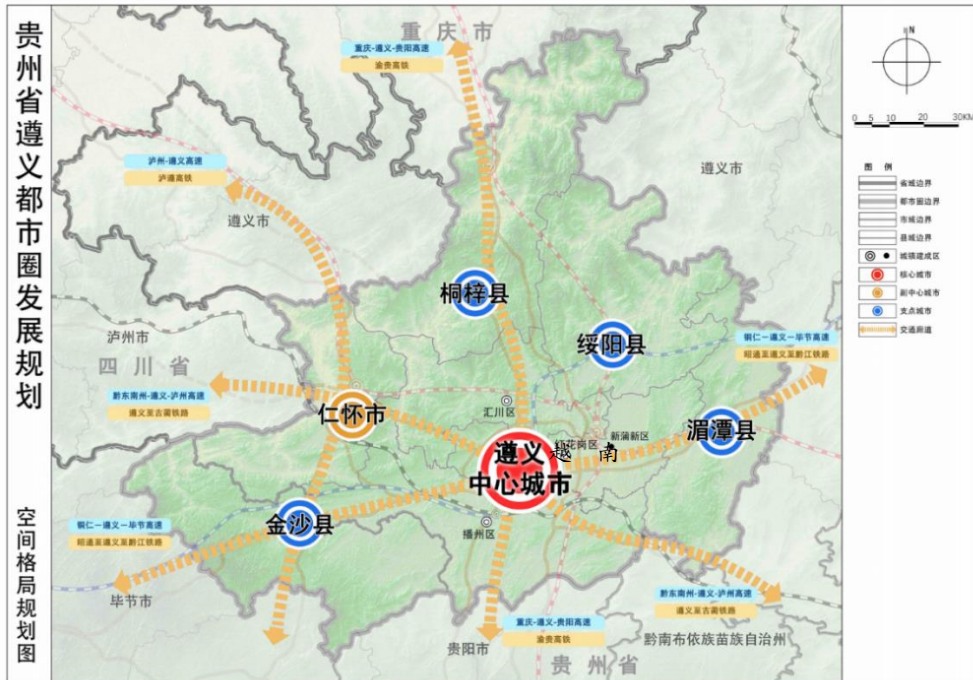 贵州省遵义都市圈发展规划
空间格局规划图
重庆市
重庆-遵义-贵阳高速
渝贵高铁
泸州-遵义高速
泸遵高铁
遵义市
遵义市
桐梓县
绥阳县
泸州市
四川省
铜仁—遵义—毕节高速
昭通至遵义至黔江铁路
黔东南州-遵义-泸州高速
遵义至古蔺铁路
仁怀市
汇川区
湄潭县
红花岗区
新蒲新区
越南
遵义
中心城市
金沙县
播州区
铜仁—遵义—毕节高速
昭通至遵义至黔江铁路
毕节市
黔东南州-遵义-泸州高速
遵义至古蔺铁路
重庆-遵义-贵阳高速
渝贵高铁
贵阳市
黔南布依族苗族自治州
贵州省
N
0 5 10 20 30KM
图 例
省域边界
都市圈边界
市域边界
县域边界
城镇建成区
核心城市
副中心城市
支点城市
交通廊道